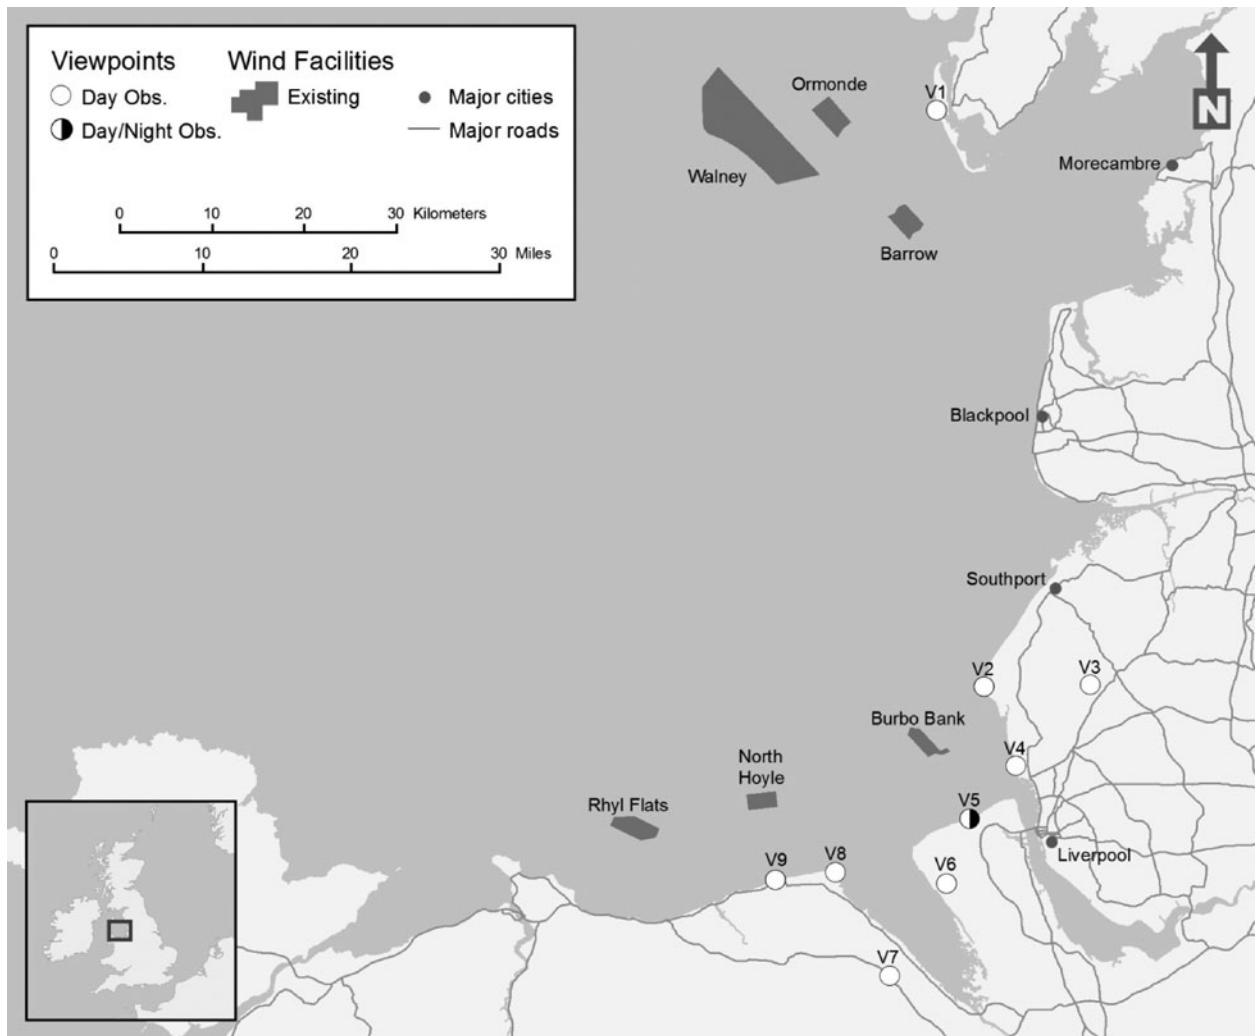 Viewpoints
Day Obs.
Day/Night Obs.
Wind Facilities
Existing
Major cities
Major roads
0 10 20 30 Kilometers
0 10 20 30 Miles
N
Ormonde
V1
Walney
Morecambre
Barrow
Blackpool
Southport
V2
V3
Burbo Bank
V4
North
Hoyle
Rhyl Flats
V5
Liverpool
V9
V8
V6
V7